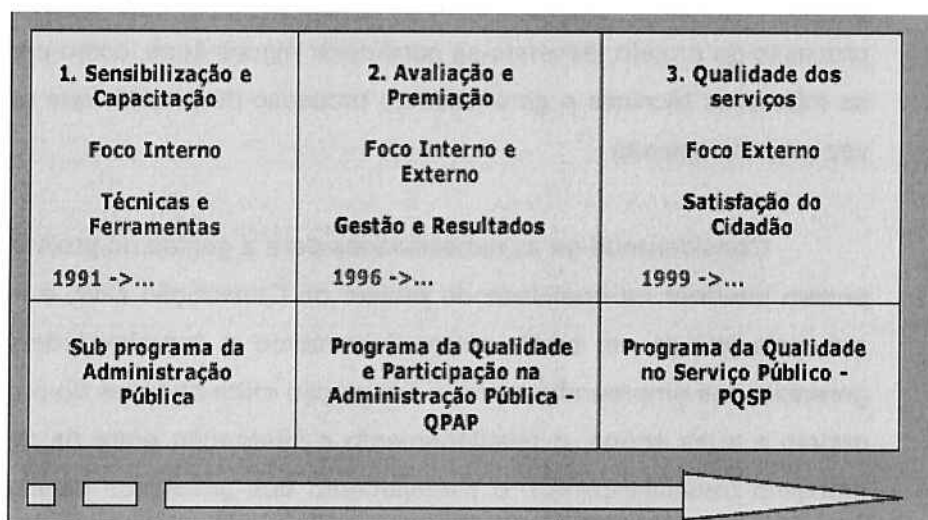 1. Sensibilização e
Capacitação
Foco Interno
Técnicas e
Ferramentas
1991 ->...
2. Avaliação e
Premiação
Foco Interno e
Externo
Gestão e Resultados
1996 ->...
3. Qualidade dos
serviços
Foco Externo
Satisfação do
Cidadão
1999 ->...
Sub programa da
Administração
Pública
Programa da Qualidade
e Participação na
Administração Pública -
QPAP
Programa da Qualidade
no Serviço Público -
PQSP